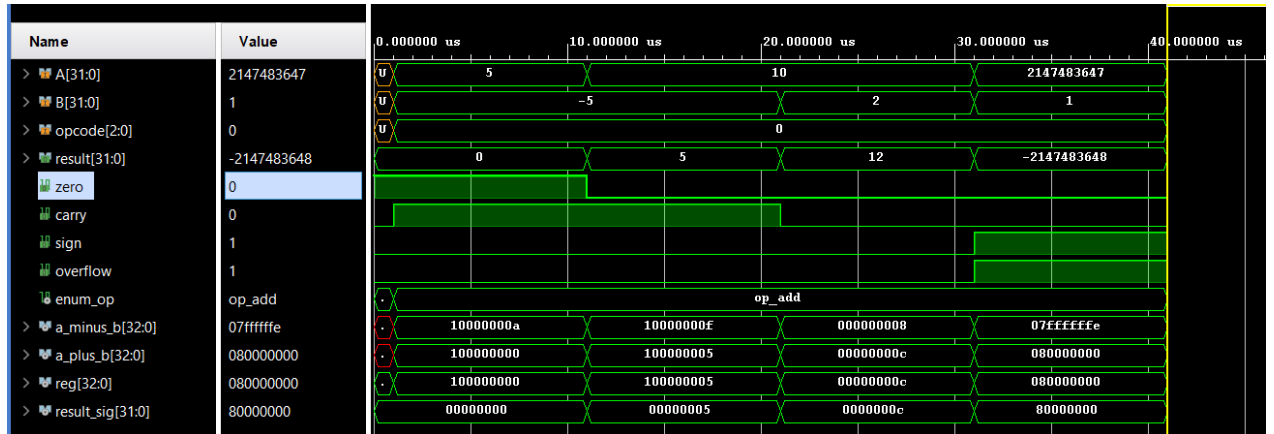 Name Value 0.000000 us 10.000000 us 20.000000 us 30.000000 us 40.000000 us
A[31:0] 2147483647 U 5 10 2147483647
B[31:0] 1 U -5 2 1
opcode[2:0] 0 U 0
result[31:0] -2147483648 0 5 12 -2147483648
zero 0
carry 0
sign 1
overflow 1
enum_op op_add . op_add
a_minus_b[32:0] 07ffffffe . 10000000a 10000000f 000000008 07ffffffe
a_plus_b[32:0] 080000000 . 100000000 100000005 00000000c 080000000
reg[32:0] 080000000 . 100000000 100000005 00000000c 080000000
result_sig[31:0] 80000000 00000000 00000005 0000000c 80000000